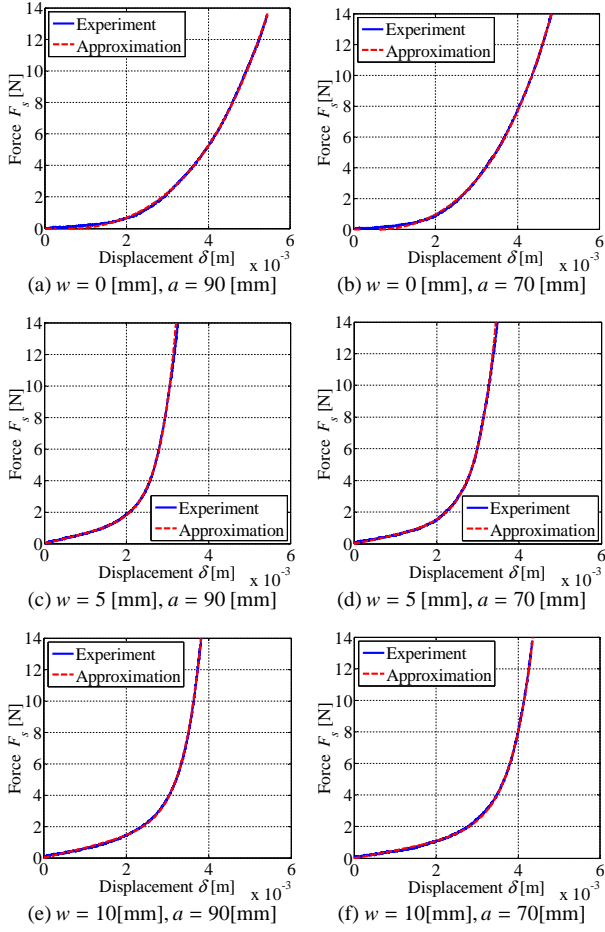 14
12
10
8
6
4
2
0
Force F_s [N]
Experiment
Approximation
0 2 4 6
Displacement δ [m] x 10^-3
(a) w = 0 [mm], a = 90 [mm]
14
12
10
8
6
4
2
0
Force F_s [N]
Experiment
Approximation
0 2 4 6
Displacement δ [m] x 10^-3
(b) w = 0 [mm], a = 70 [mm]
14
12
10
8
6
4
2
0
Force F_s [N]
Experiment
Approximation
0 2 4 6
Displacement δ [m] x 10^-3
(c) w = 5 [mm], a = 90 [mm]
14
12
10
8
6
4
2
0
Force F_s [N]
Experiment
Approximation
0 2 4 6
Displacement δ [m] x 10^-3
(d) w = 5 [mm], a = 70 [mm]
14
12
10
8
6
4
2
0
Force F_s [N]
Experiment
Approximation
0 2 4 6
Displacement δ [m] x 10^-3
(e) w = 10[mm], a = 90[mm]
14
12
10
8
6
4
2
0
Force F_s [N]
Experiment
Approximation
0 2 4 6
Displacement δ [m] x 10^-3
(f) w = 10[mm], a = 70[mm]